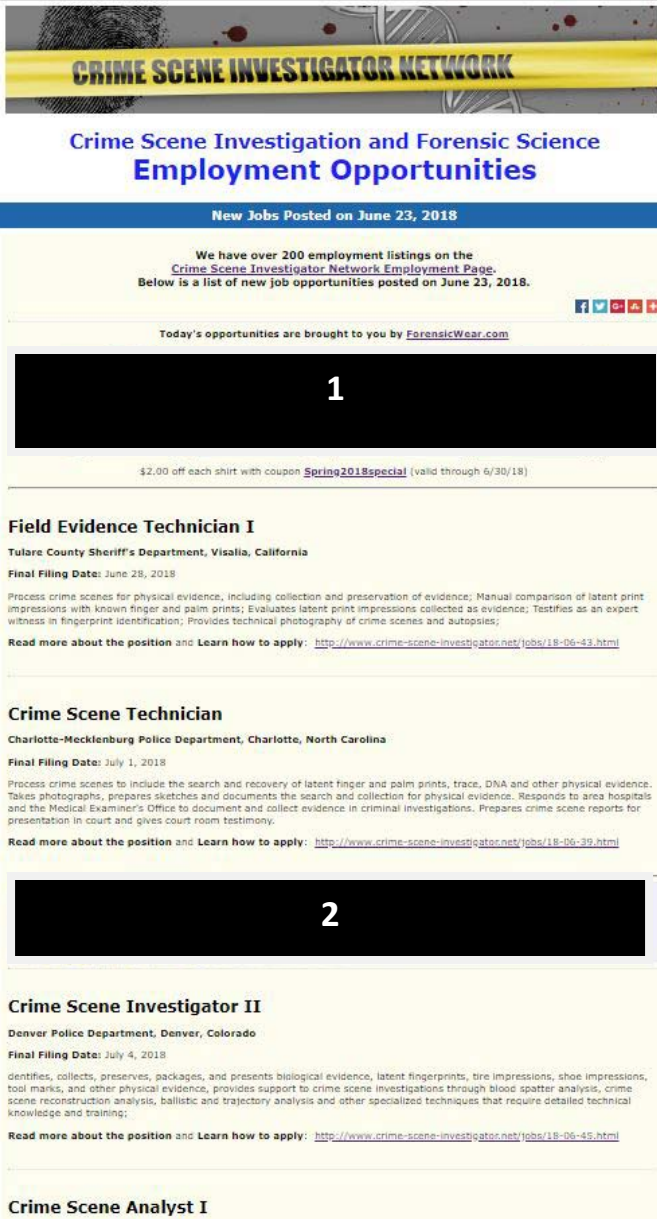 CRIME SCENE INVESTIGATOR NETWORK
Crime Scene Investigation and Forensic Science
Employment Opportunities
New Jobs Posted on June 23, 2018
We have over 200 employment listings on the
Crime Scene Investigator Network Employment Page.
Below is a list of new job opportunities posted on June 23, 2018.
Today's opportunities are brought to you by ForensicWear.com
1
$2.00 off each shirt with coupon Spring2018special (valid through 6/30/18)
Field Evidence Technician I
Tulare County Sheriff's Department, Visalia, California
Final Filing Date: June 28, 2018
Process crime scenes for physical evidence, including collection and preservation of evidence; Manual comparison of latent print
impressions with known finger and palm prints; Evaluates latent print impressions collected as evidence; Testifies as an expert
witness in fingerprint identification; Provides technical photography of crime scenes and autopsies;
Read more about the position and Learn how to apply: http://www.crime-scene-investigator.net/jobs/18-06-43.html
Crime Scene Technician
Charlotte-Mecklenburg Police Department, Charlotte, North Carolina
Final Filing Date: July 1, 2018
Process crime scenes to include the search and recovery of latent finger and palm prints, trace, DNA and other physical evidence.
Takes photographs, prepares sketches and documents the search and collection for physical evidence. Responds to area hospitals
and the Medical Examiner's Office to document and collect evidence in criminal investigations. Prepares crime scene reports for
presentation in court and gives court room testimony.
Read more about the position and Learn how to apply: http://www.crime-scene-investigator.net/jobs/18-06-39.html
2
Crime Scene Investigator II
Denver Police Department, Denver, Colorado
Final Filing Date: July 4, 2018
dentifies, collects, preserves, packages, and presents biological evidence, latent fingerprints, tire impressions, shoe impressions,
tool marks, and other physical evidence, provides support to crime scene investigations through blood spatter analysis, crime
scene reconstruction analysis, ballistic and trajectory analysis and other specialized techniques that require detailed technical
knowledge and training;
Read more about the position and Learn how to apply: http://www.crime-scene-investigator.net/jobs/18-06-45.html
Crime Scene Analyst I